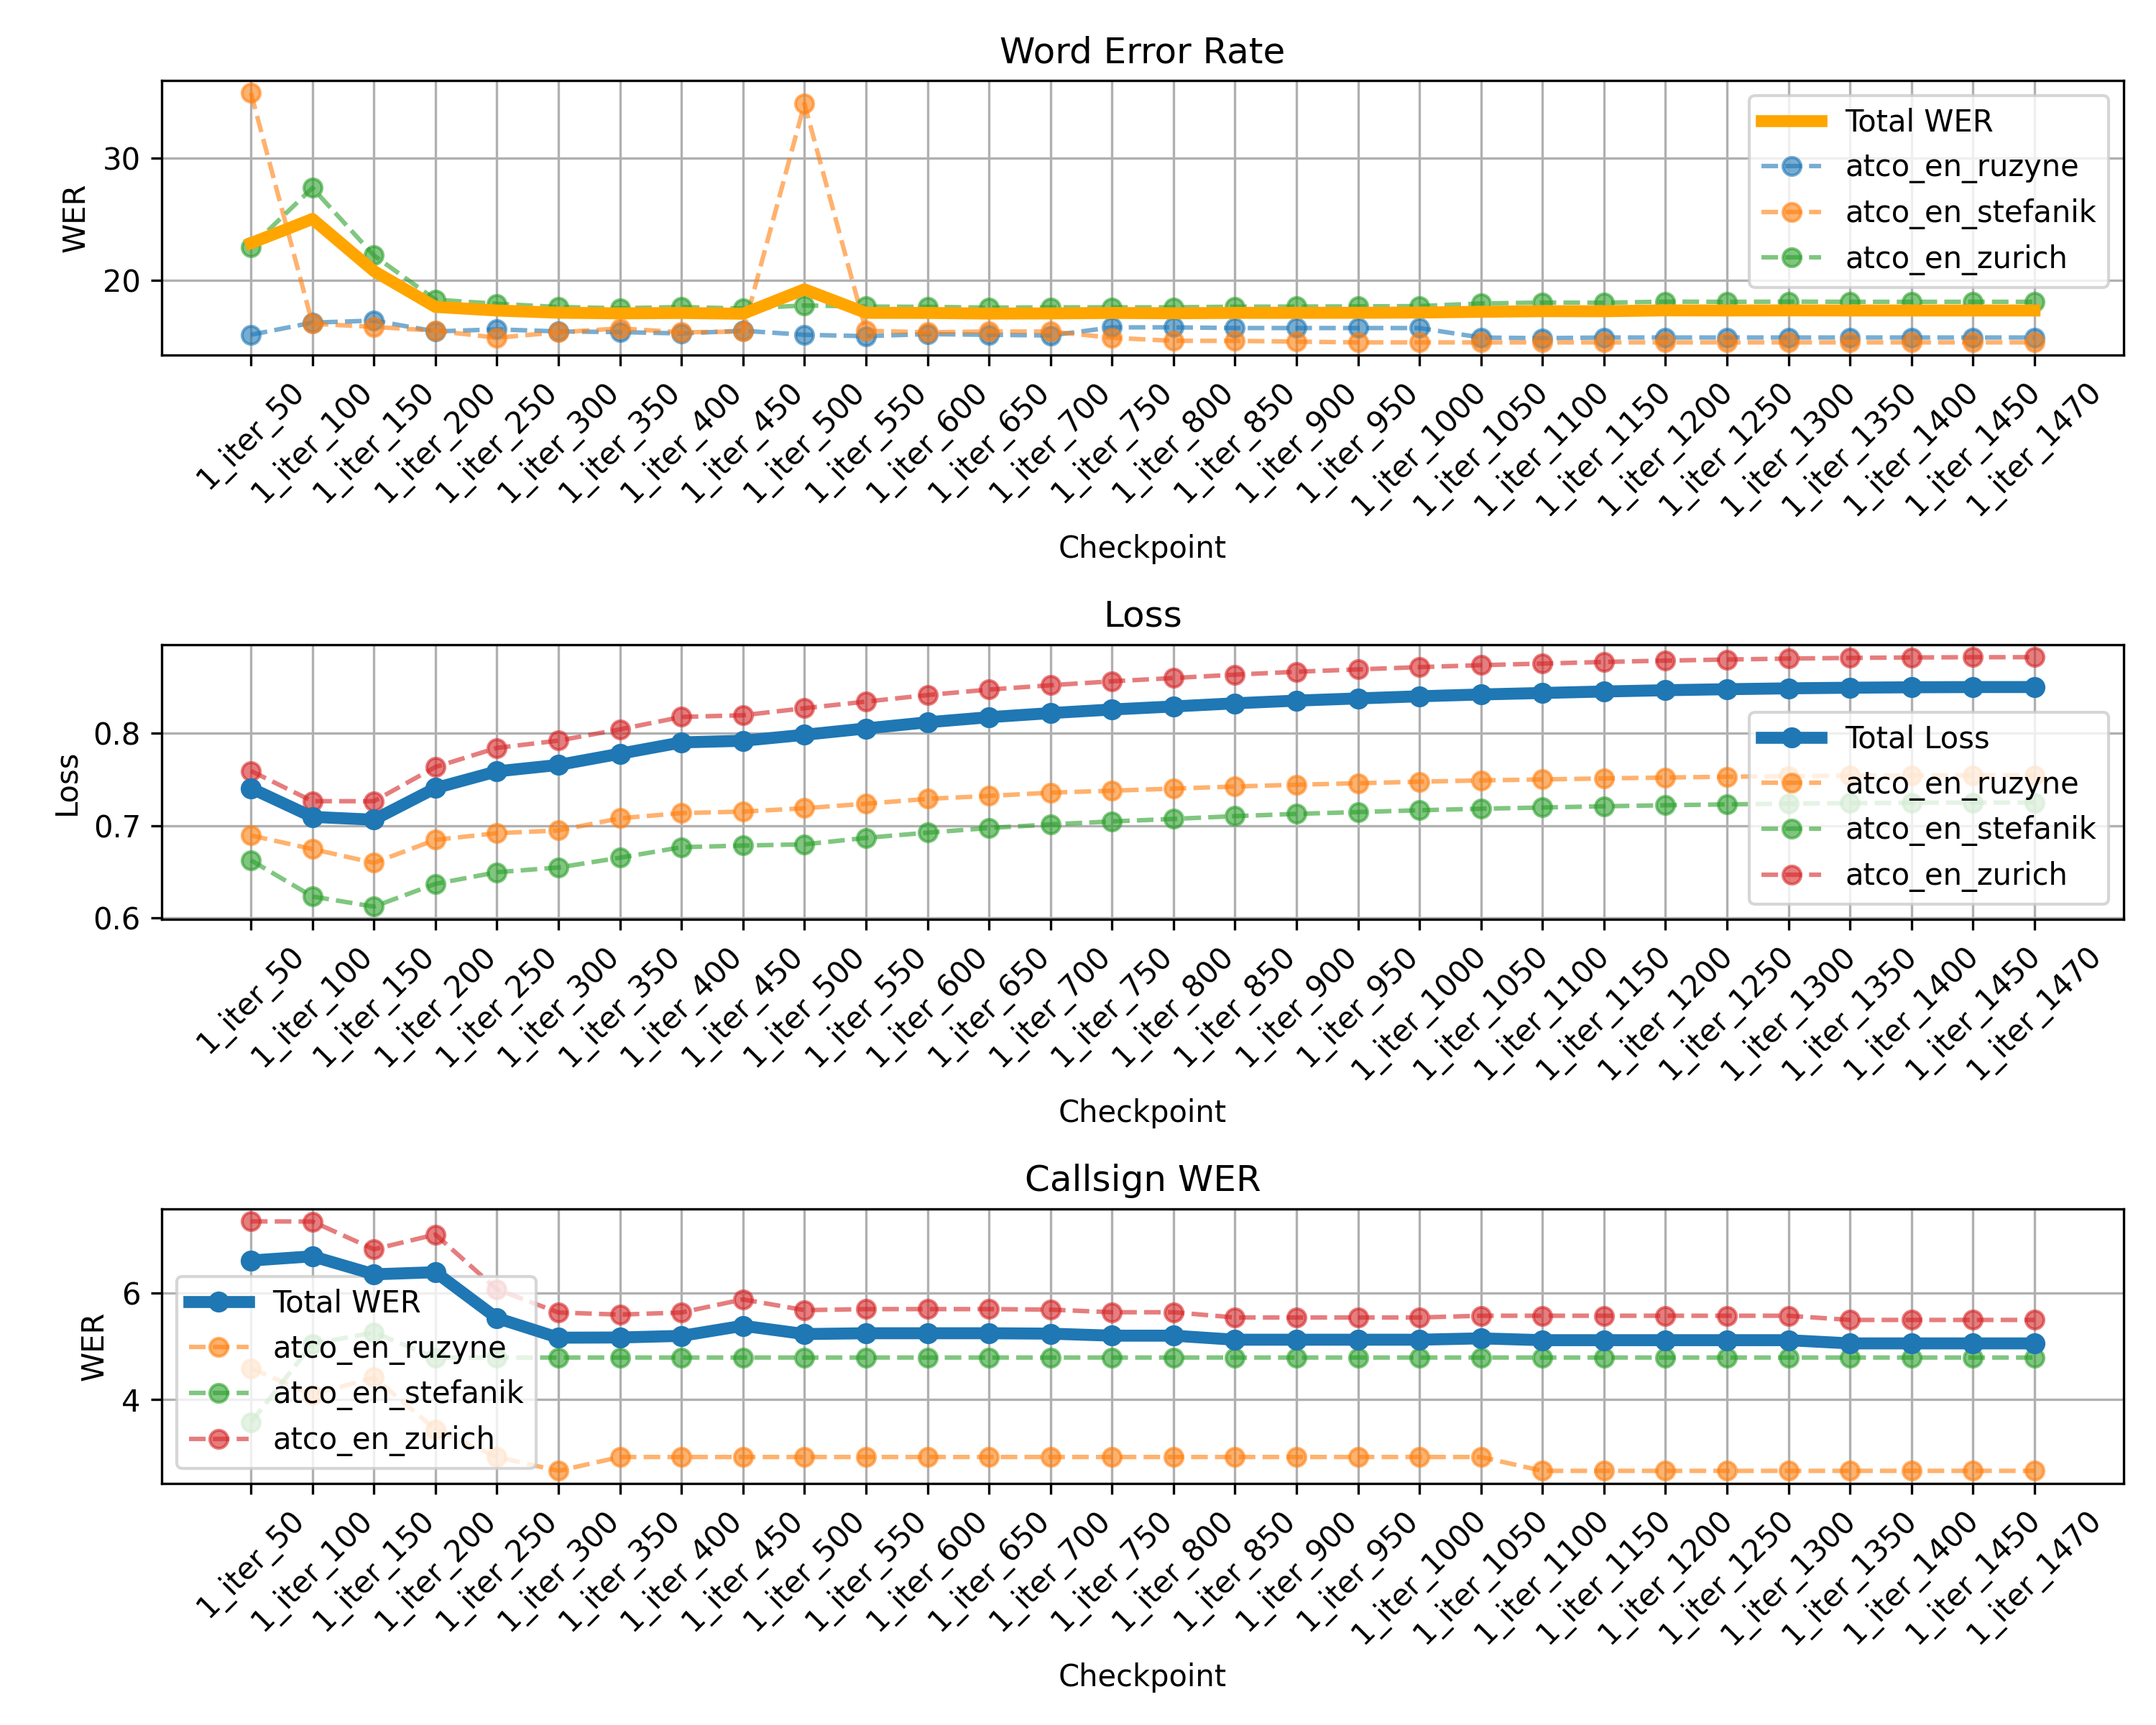 Word Error Rate
WER
30
20
Total WER
atco_en_ruzyne
atco_en_stefanik
atco_en_zurich
1_iter_50
1_iter_100
1_iter_150
1_iter_200
1_iter_250
1_iter_300
1_iter_350
1_iter_400
1_iter_450
1_iter_500
1_iter_550
1_iter_600
1_iter_650
1_iter_700
1_iter_750
1_iter_800
1_iter_850
1_iter_900
1_iter_950
1_iter_1000
1_iter_1050
1_iter_1100
1_iter_1150
1_iter_1200
1_iter_1250
1_iter_1300
1_iter_1350
1_iter_1400
1_iter_1450
1_iter_1470
Checkpoint
Loss
Loss
0.8
0.7
0.6
Total Loss
atco_en_ruzyne
atco_en_stefanik
atco_en_zurich
1_iter_50
1_iter_100
1_iter_150
1_iter_200
1_iter_250
1_iter_300
1_iter_350
1_iter_400
1_iter_450
1_iter_500
1_iter_550
1_iter_600
1_iter_650
1_iter_700
1_iter_750
1_iter_800
1_iter_850
1_iter_900
1_iter_950
1_iter_1000
1_iter_1050
1_iter_1100
1_iter_1150
1_iter_1200
1_iter_1250
1_iter_1300
1_iter_1350
1_iter_1400
1_iter_1450
1_iter_1470
Checkpoint
Callsign WER
WER
6
4
Total WER
atco_en_ruzyne
atco_en_stefanik
atco_en_zurich
1_iter_50
1_iter_100
1_iter_150
1_iter_200
1_iter_250
1_iter_300
1_iter_350
1_iter_400
1_iter_450
1_iter_500
1_iter_550
1_iter_600
1_iter_650
1_iter_700
1_iter_750
1_iter_800
1_iter_850
1_iter_900
1_iter_950
1_iter_1000
1_iter_1050
1_iter_1100
1_iter_1150
1_iter_1200
1_iter_1250
1_iter_1300
1_iter_1350
1_iter_1400
1_iter_1450
1_iter_1470
Checkpoint